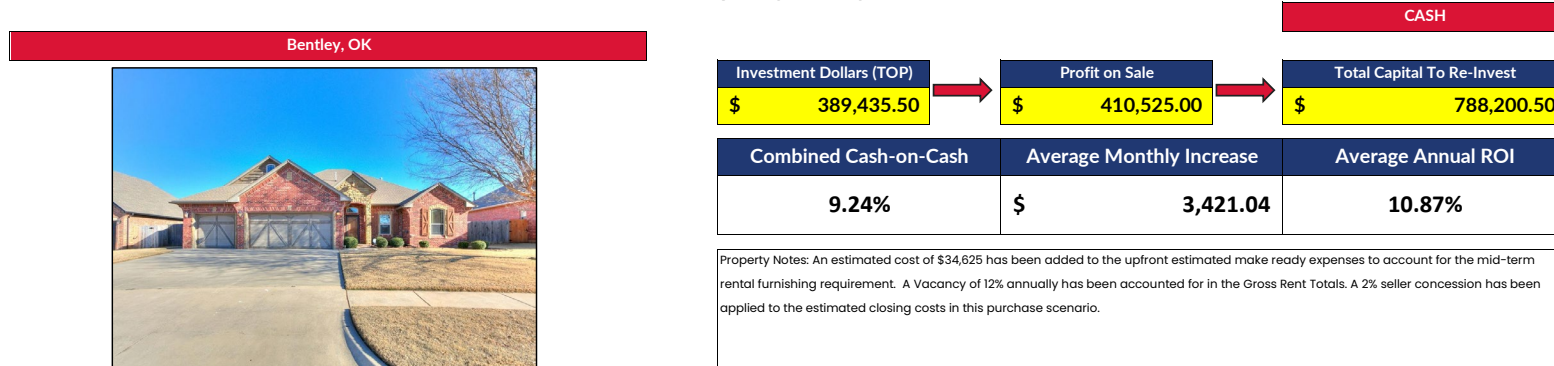 CASH
Bentley, OK
Investment Dollars (TOP)
Profit on Sale
Total Capital To Re-Invest
$ 389,435.50
$ 410,525.00
$ 788,200.50
Combined Cash-on-Cash
Average Monthly Increase
Average Annual ROI
9.24%
$ 3,421.04
10.87%
Property Notes: An estimated cost of $34,625 has been added to the upfront estimated make ready expenses to account for the mid-term
rental furnishing requirement. A Vacancy of 12% annually has been accounted for in the Gross Rent Totals. A 2% seller concession has been
applied to the estimated closing costs in this purchase scenario.